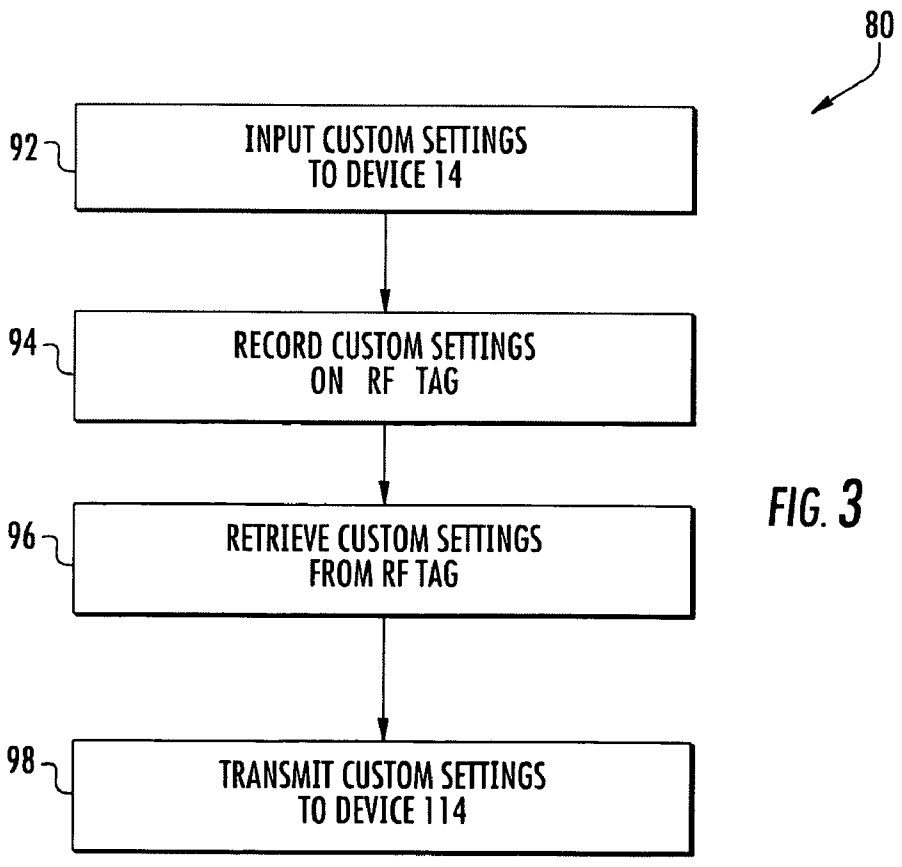 80
92
INPUT CUSTOM SETTINGS
TO DEVICE 14
94
RECORD CUSTOM SETTINGS
ON RF TAG
96
RETRIEVE CUSTOM SETTINGS
FROM RF TAG
FIG. 3
98
TRANSMIT CUSTOM SETTINGS
TO DEVICE 114